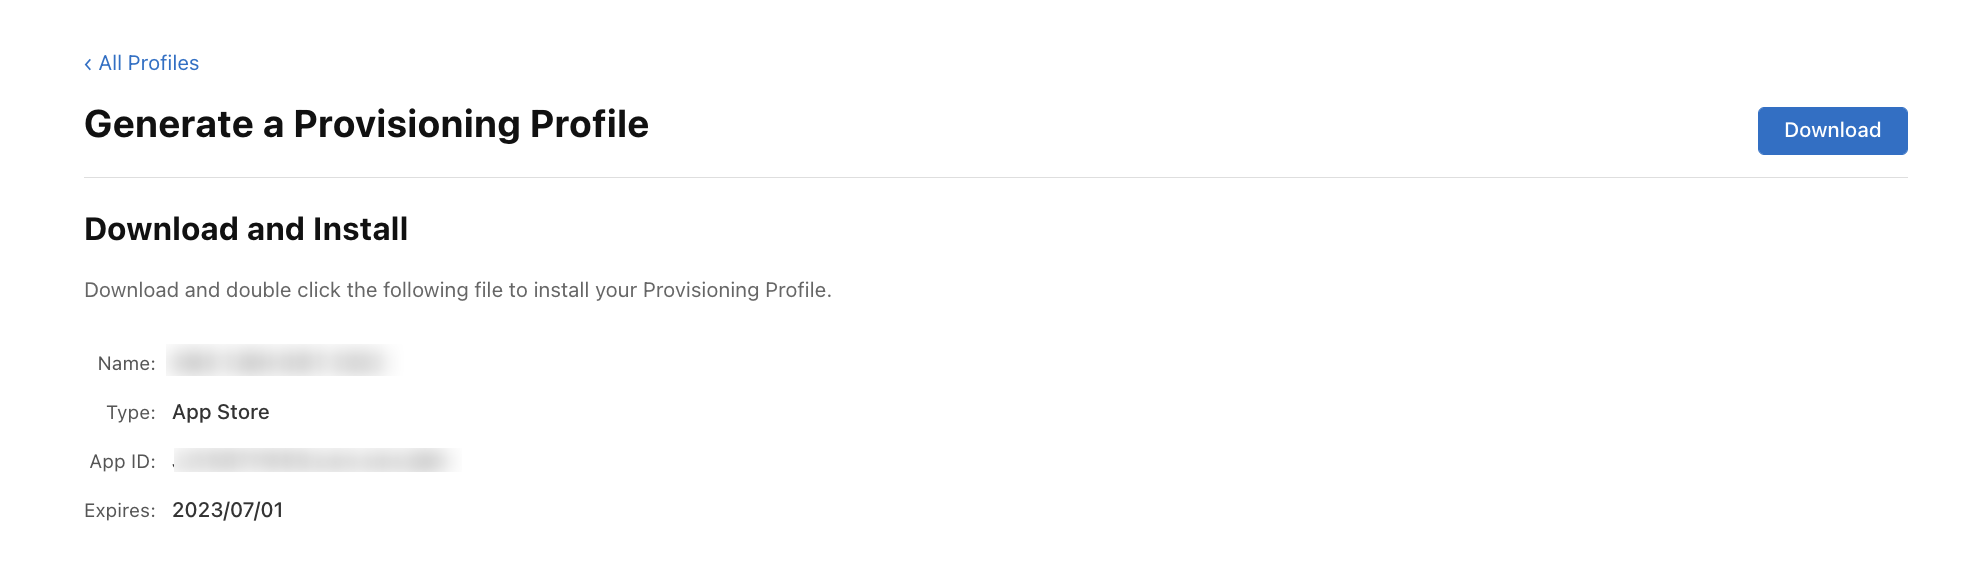 ‹ All Profiles
Generate a Provisioning Profile
Download
Download and Install
Download and double click the following file to install your Provisioning Profile.
Name:
Type: App Store
App ID:
Expires: 2023/07/01